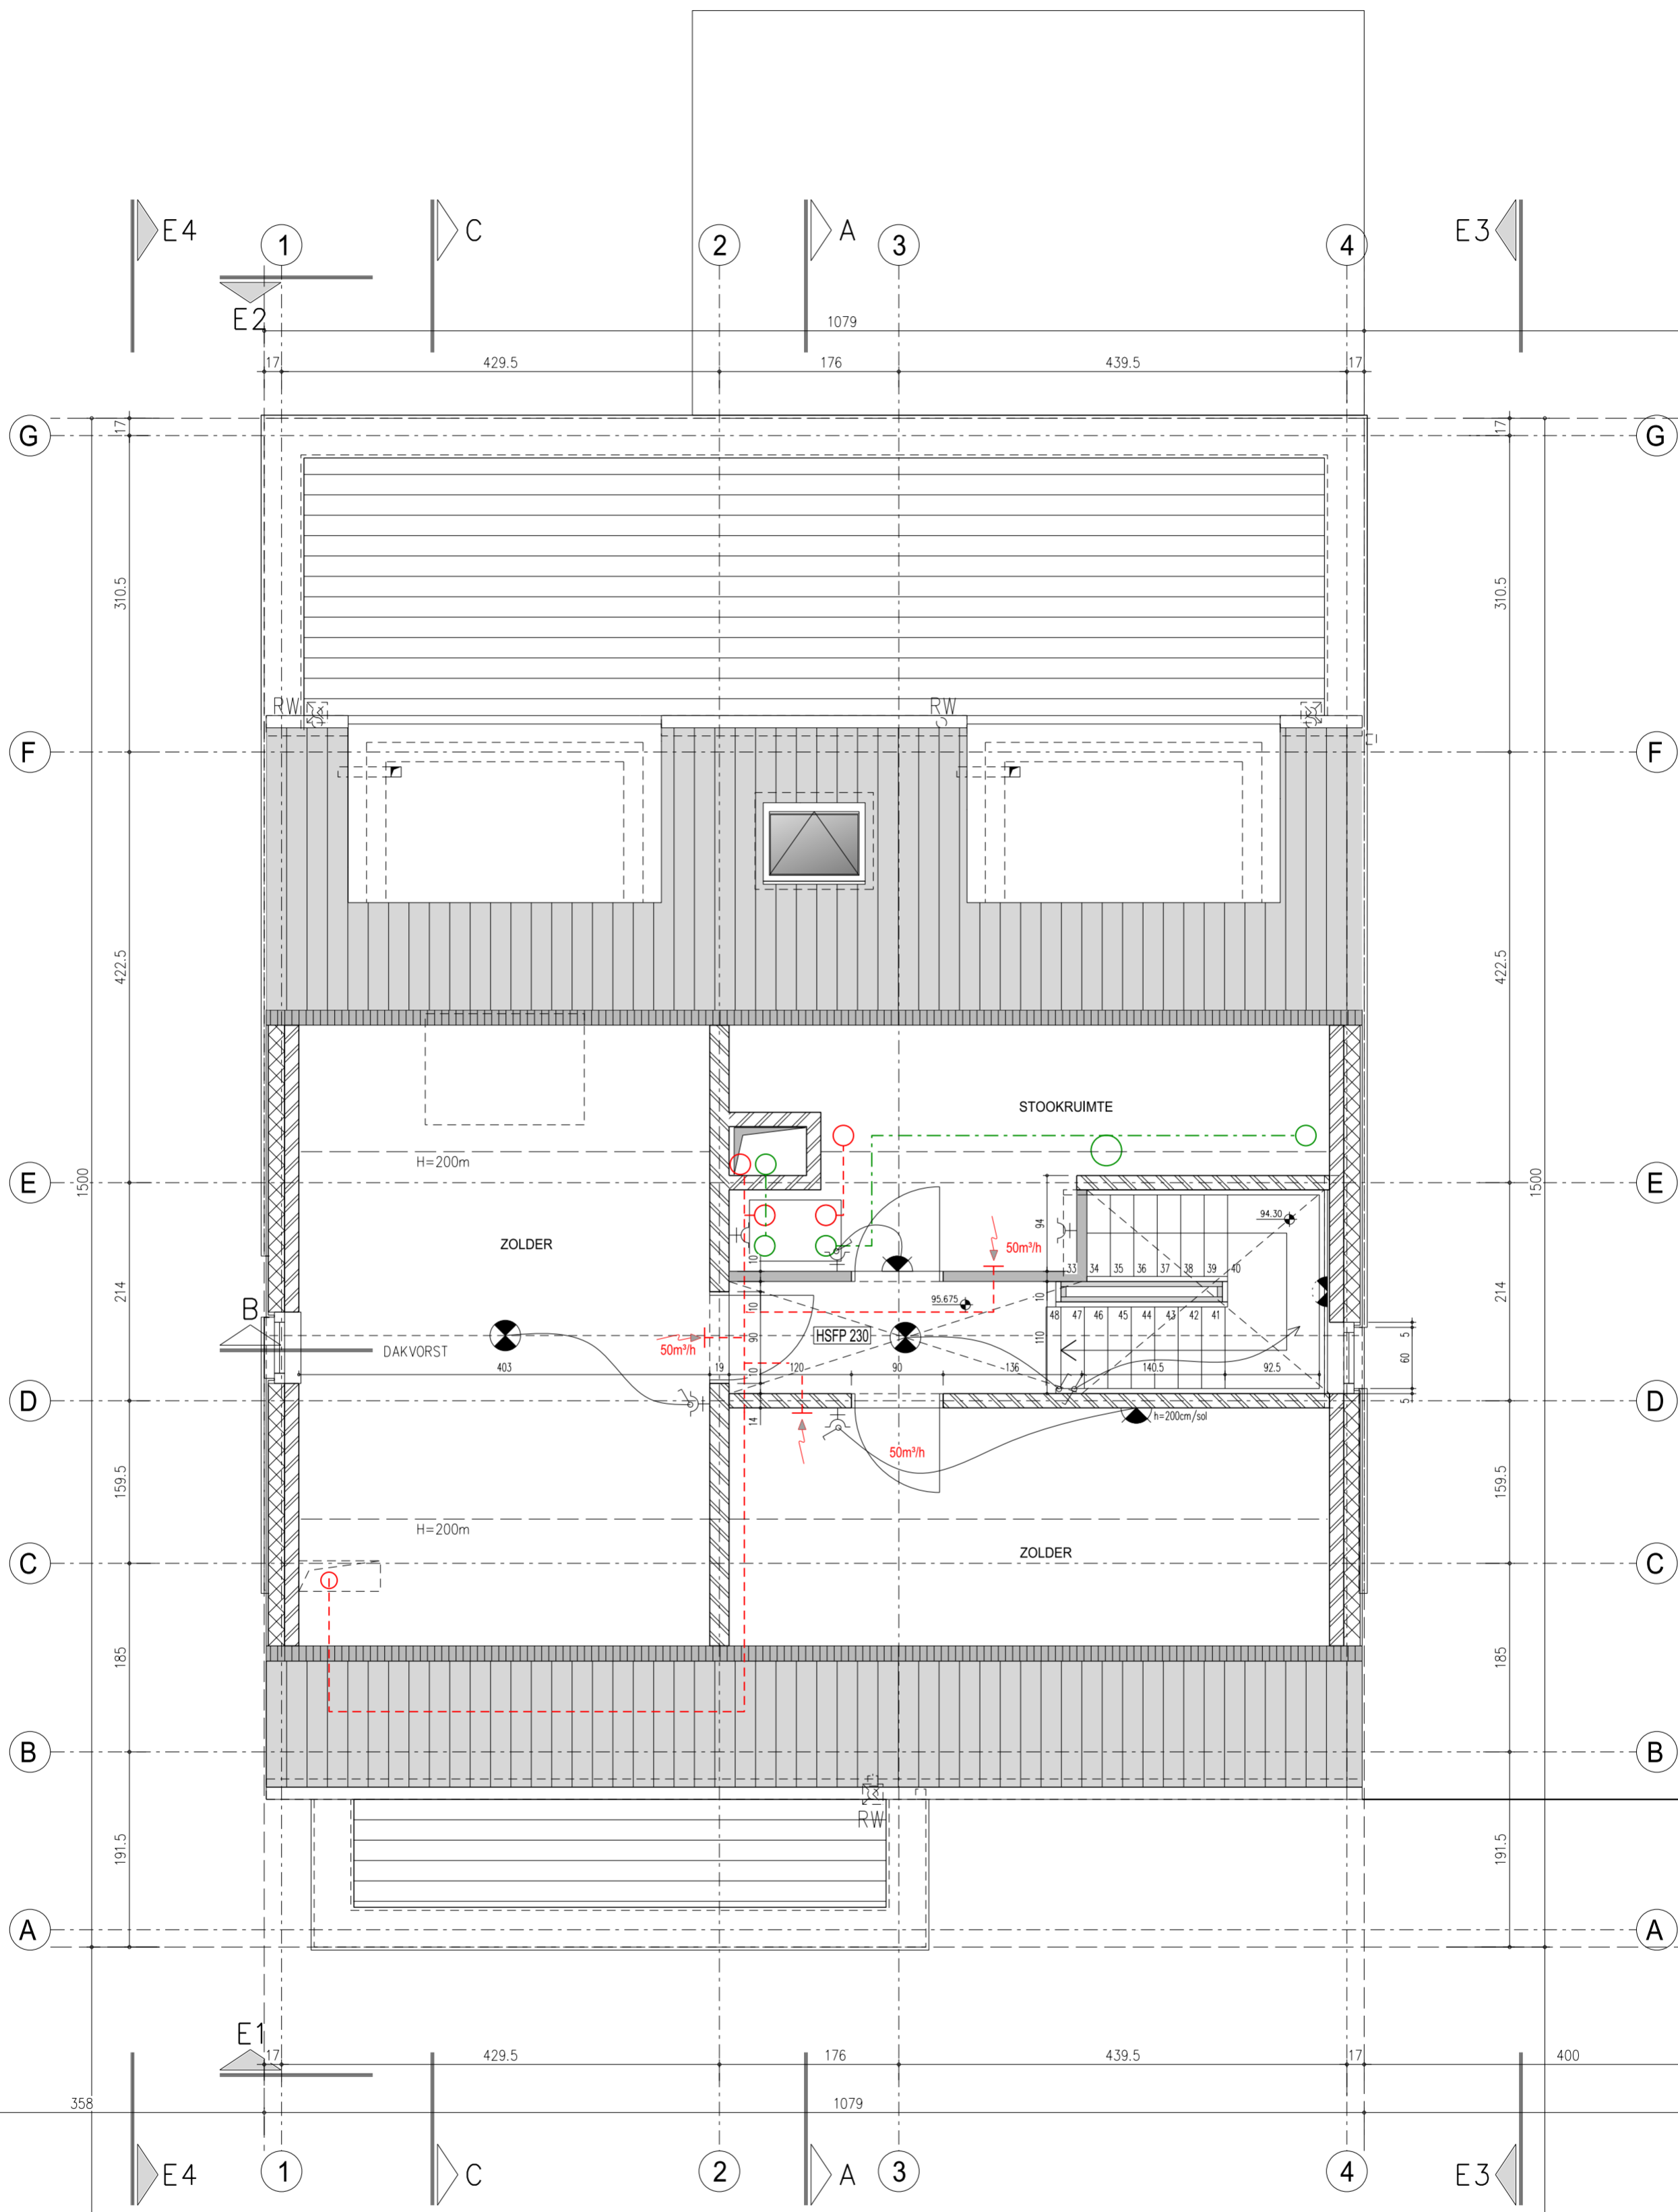 E4 C A E3
1 2 3 4
E2
1079
17 429.5 176 439.5 17
G 17 17 G
310.5 310.5
RW RW
F F
422.5 422.5
STOOKRUIMTE
H=200m
E 1500 1500 E
94.30
94
ZOLDER
50m³/h
10
33 34 35 36 37 38 39 40
214 214
10 95.675 10
B 48 47 46 45 44 43 42 41
5
HSFP 230
90 110
50m³/h
DAKVORST
60
403 19 10 120 90 136 140.5 92.5
D D
5
14 h=200cm/sol
50m³/h
159.5 159.5
H=200m
ZOLDER
C C
185 185
B B
RW
191.5 191.5
A A
E1
17 429.5 176 439.5 17 400
358 1079
E4 C A E3
1 2 3 4